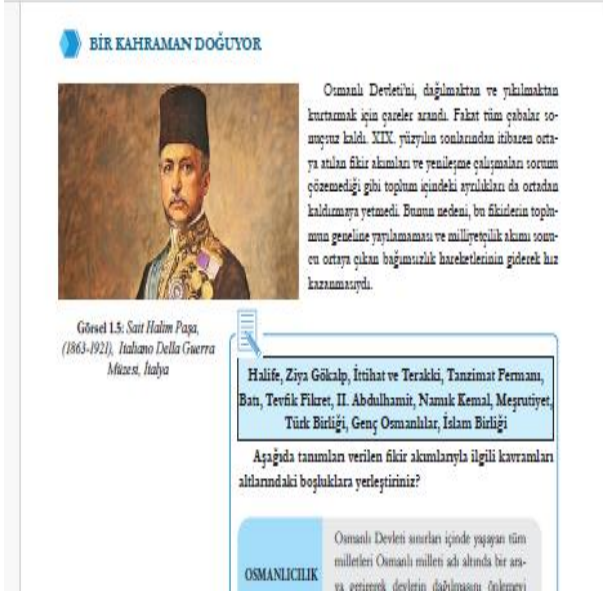 BİR KAHRAMAN DOĞUYOR
Osmanlı Devleti'ni, dağılmaktan ve yıkılmaktan
kurtarmak için çareler arandı. Fakat tüm çabalar so-
nuçsuz kaldı. XIX. yüzyılın sonlarından itibaren orta-
ya atılan fikir akımları ve yenileşme çalışmaları sorunu
çözemediği gibi toplum içindeki ayrılıkları da ortadan
kaldırmaya yetmedi. Bunun nedeni, bu fikirlerin toplu-
mun geneline yayılamaması ve milliyetçilik akımı sonu-
cu ortaya çıkan bağımsızlık hareketlerinin giderek hız
kazanmasıydı.
Görsel 1.5: Sait Halim Paşa,
(1863-1921), Italiano Della Guerra
Müzesi, İtalya
Halife, Ziya Gökalp, İttihat ve Terakki, Tanzimat Fermanı,
Batı, Tevfik Fikret, II. Abdulhamit, Namık Kemal, Meşrutiyet,
Türk Birliği, Genç Osmanlılar, İslam Birliği
Aşağıda tanımları verilen fikir akımlarıyla ilgili kavramları
altlarındaki boşluklara yerleştiriniz?
OSMANLICILIK
Osmanlı Devleti sınırları içinde yaşayan tüm
milletleri Osmanlı milleti adı altında bir ara-
ya getirerek devletin dağılmasını önlemeyi